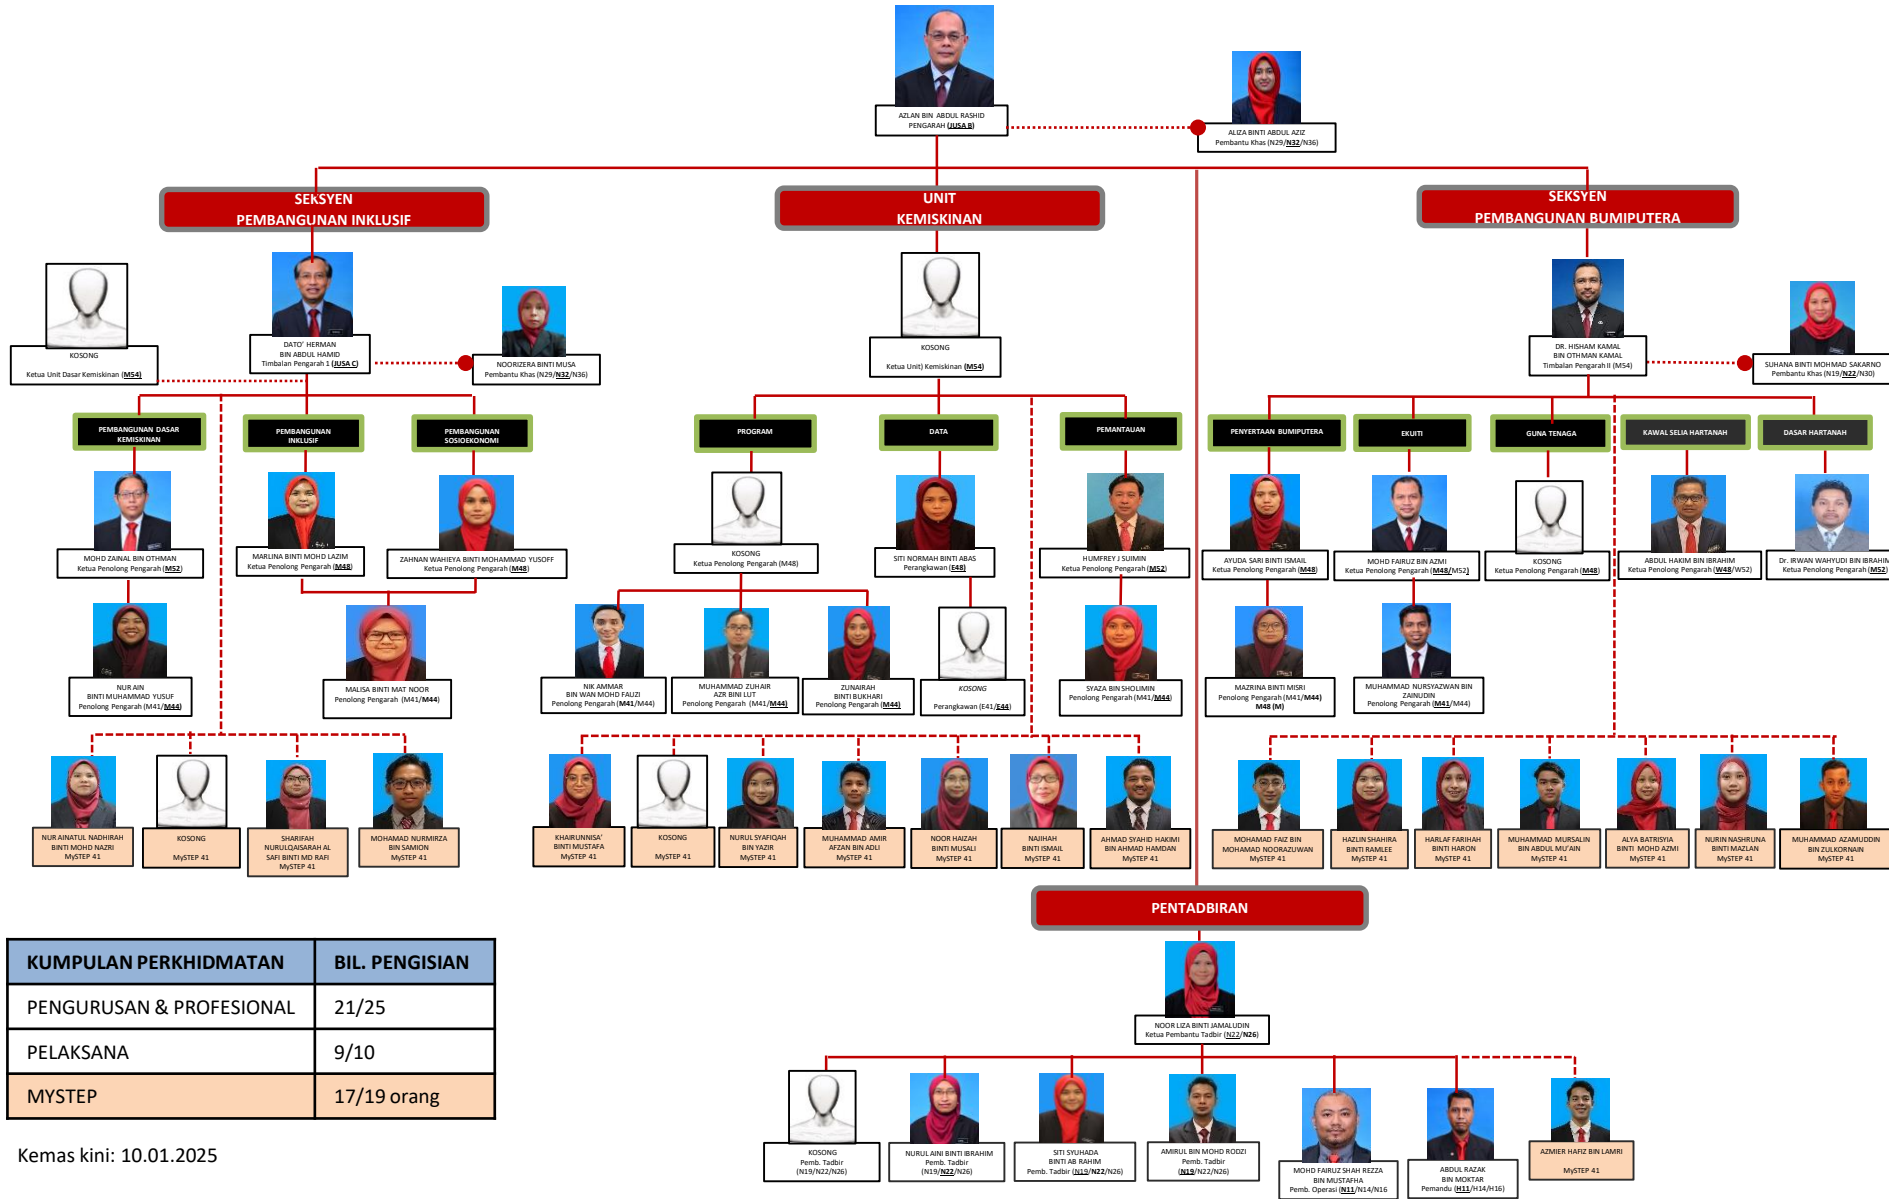 AZLAN BIN ABDUL RASHID
PENGARAH (JUSA B)
ALIZA BINTI ABDUL AZIZ
Pembantu Khas (N29/N32/N36)
SEKSYEN
PEMBANGUNAN INKLUSIF
UNIT
KEMISKINAN
SEKSYEN
PEMBANGUNAN BUMIPUTERA
KOSONG
Ketua Unit Dasar Kemiskinan (M54)
DATO' HERMAN
BIN ABDUL HAMID
Timbalan Pengarah 1 (JUSA C)
NOORIZERA BINTI MUSA
Pembantu Khas (N29/N32/N36)
KOSONG
Ketua Unit) Kemiskinan (M54)
DR. HISHAM KAMAL
BIN OTHMAN KAMAL
Timbalan Pengarah II (M54)
SUHANA BINTI MOHMAD SAKARNO
Pembantu Khas (N19/N22/N30)
PEMBANGUNAN DASAR
KEMISKINAN
PEMBANGUNAN
INKLUSIF
PEMBANGUNAN
SOSIOEKONOMI
PROGRAM
DATA
PEMANTAUAN
PENYERTAAN BUMIPUTERA
EKUITI
GUNA TENAGA
KAWAL SELIA HARTANAH
DASAR HARTANAH
MOHD ZAINAL BIN OTHMAN
Ketua Penolong Pengarah (M52)
MARLINA BINTI MOHD LAZIM
Ketua Penolong Pengarah (M48)
ZAHNAN WAHIEYA BINTI MOHAMMAD YUSOFF
Ketua Penolong Pengarah (M48)
KOSONG
Ketua Penolong Pengarah (M48)
SITI NORMAH BINTI ABAS
Perangkawan (E48)
HUMFREY J SUIMIN
Ketua Penolong Pengarah (M52)
AYUDA SARI BINTI ISMAIL
Ketua Penolong Pengarah (M48)
MOHD FAIRUZ BIN AZMI
Ketua Penolong Pengarah (M48/M52)
KOSONG
Ketua Penolong Pengarah (M48)
ABDUL HAKIM BIN IBRAHIM
Ketua Penolong Pengarah (W48/W52)
Dr. IRWAN WAHYUDI BIN IBRAHIM
Ketua Penolong Pengarah (M52)
NUR AIN
BINTI MUHAMMAD YUSUF
Penolong Pengarah (M41/M44)
MALISA BINTI MAT NOOR
Penolong Pengarah (M41/M44)
NIK AMMAR
BIN WAN MOHD FAUZI
Penolong Pengarah (M41/M44)
MUHAMMAD ZUHAIR
AZR BINI LUT
Penolong Pengarah (M41/M44)
ZUNAIRAH
BINTI BUKHARI
Penolong Pengarah (M44)
KOSONG
Perangkawan (E41/E44)
SYAZA BIN SHOLIMIN
Penolong Pengarah (M41/M44)
MAZRINA BINTI MISRI
Penolong Pengarah (M41/M44)
M48 (M)
MUHAMMAD NURSYAZWAN BIN
ZAINUDIN
Penolong Pengarah (M41/M44)
NUR AINATUL NADHIRAH
BINTI MOHD NAZRI
MySTEP 41
KOSONG
MySTEP 41
SHARIFAH
NURULQAISARAH AL
SAFI BINTI MD RAFI
MySTEP 41
MOHAMAD NURMIRZA
BIN SAMION
MySTEP 41
KHAIRUNNISA'
BINTI MUSTAFA
MySTEP 41
KOSONG
MySTEP 41
NURUL SYAFIQAH
BIN YAZIR
MySTEP 41
MUHAMMAD AMIR
AFZAN BIN ADLI
MySTEP 41
NOOR HAIZAH
BINTI MUSALI
MySTEP 41
NAJIHAH
BINTI ISMAIL
MySTEP 41
AHMAD SYAHID HAKIMI
BIN AHMAD HAMDAN
MySTEP 41
MOHAMAD FAIZ BIN
MOHAMAD NOORAZUWAN
MySTEP 41
HAZLIN SHAHIRA
BINTI RAMLEE
MySTEP 41
HARLAF FARIHAH
BINTI HARON
MySTEP 41
MUHAMMAD MURSALIN
BIN ABDUL MU'AIN
MySTEP 41
ALYA BATRISYIA
BINTI MOHD AZMI
MySTEP 41
NURIN NASHRUNA
BINTI MAZLAN
MySTEP 41
MUHAMMAD AZAMUDDIN
BIN ZULKORNAIN
MySTEP 41
PENTADBIRAN
NOOR LIZA BINTI JAMALUDIN
Ketua Pembantu Tadbir (N22/N26)
KOSONG
Pemb. Tadbir
(N19/N22/N26)
NURUL AINI BINTI IBRAHIM
Pemb. Tadbir
(N19/N22/N26)
SITI SYUHADA
BINTI AB RAHIM
Pemb. Tadbir (N19/N22/N26)
AMIRUL BIN MOHD RODZI
Pemb. Tadbir
(N19/N22/N26)
MOHD FAIRUZ SHAH REZZA
BIN MUSTAFHA
Pemb. Operasi (N11/N14/N16
ABDUL RAZAK
BIN MOKTAR
Pemandu (H11/H14/H16)
AZMIER HAFIZ BIN LAMRI
MySTEP 41
KUMPULAN PERKHIDMATAN BIL. PENGISIAN
PENGURUSAN & PROFESIONAL 21/25
PELAKSANA 9/10
MYSTEP 17/19 orang
Kemas kini: 10.01.2025